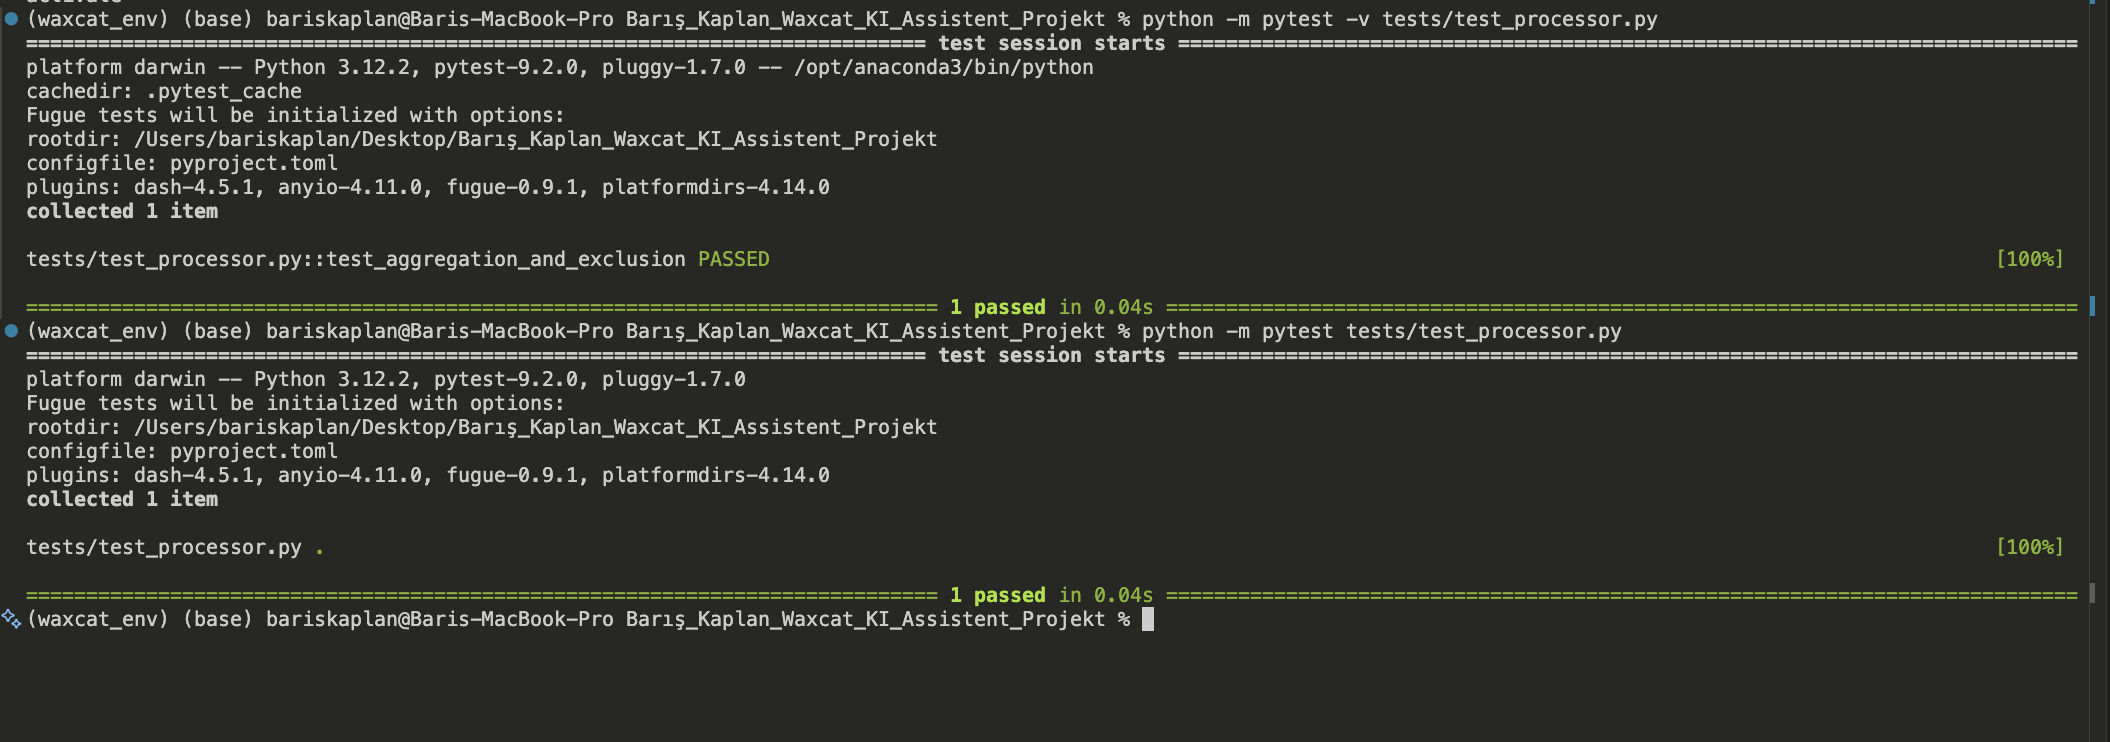 (waxcat_env) (base) bariskaplan@Baris-MacBook-Pro Barış_Kaplan_Waxcat_KI_Assistent_Projekt % python -m pytest -v tests/test_processor.py
=========================================================================== test session starts ===========================================================================
platform darwin -- Python 3.12.2, pytest-9.2.0, pluggy-1.7.0 -- /opt/anaconda3/bin/python
cachedir: .pytest_cache
Fugue tests will be initialized with options:
rootdir: /Users/bariskaplan/Desktop/Barış_Kaplan_Waxcat_KI_Assistent_Projekt
configfile: pyproject.toml
plugins: dash-4.5.1, anyio-4.11.0, fugue-0.9.1, platformdirs-4.14.0
collected 1 item
tests/test_processor.py::test_aggregation_and_exclusion PASSED [100%]
============================================================================ 1 passed in 0.04s ============================================================================
(waxcat_env) (base) bariskaplan@Baris-MacBook-Pro Barış_Kaplan_Waxcat_KI_Assistent_Projekt % python -m pytest tests/test_processor.py
=========================================================================== test session starts ===========================================================================
platform darwin -- Python 3.12.2, pytest-9.2.0, pluggy-1.7.0
Fugue tests will be initialized with options:
rootdir: /Users/bariskaplan/Desktop/Barış_Kaplan_Waxcat_KI_Assistent_Projekt
configfile: pyproject.toml
plugins: dash-4.5.1, anyio-4.11.0, fugue-0.9.1, platformdirs-4.14.0
collected 1 item
tests/test_processor.py . [100%]
============================================================================ 1 passed in 0.04s ============================================================================
(waxcat_env) (base) bariskaplan@Baris-MacBook-Pro Barış_Kaplan_Waxcat_KI_Assistent_Projekt %